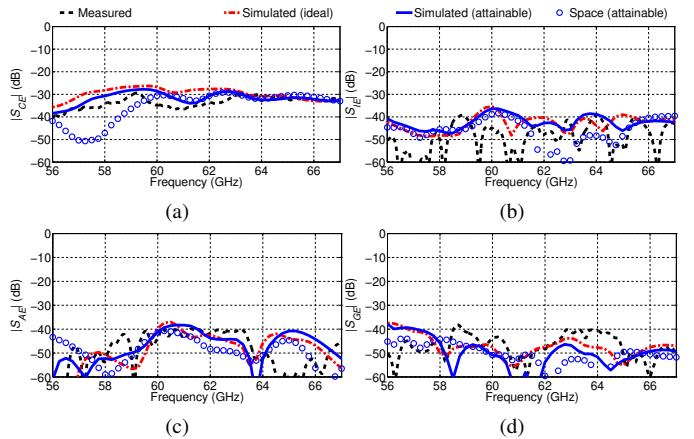 Measured Simulated (ideal) Simulated (attainable) Space (attainable)
0
−10
−20
−30
−40
−50
−60
|S_CE| (dB)
56 58 60 62 64 66
Frequency (GHz)
(a)
0
−10
−20
−30
−40
−50
−60
|S_IE| (dB)
56 58 60 62 64 66
Frequency (GHz)
(b)
0
−10
−20
−30
−40
−50
−60
|S_AE| (dB)
56 58 60 62 64 66
Frequency (GHz)
(c)
0
−10
−20
−30
−40
−50
−60
|S_GE| (dB)
56 58 60 62 64 66
Frequency (GHz)
(d)